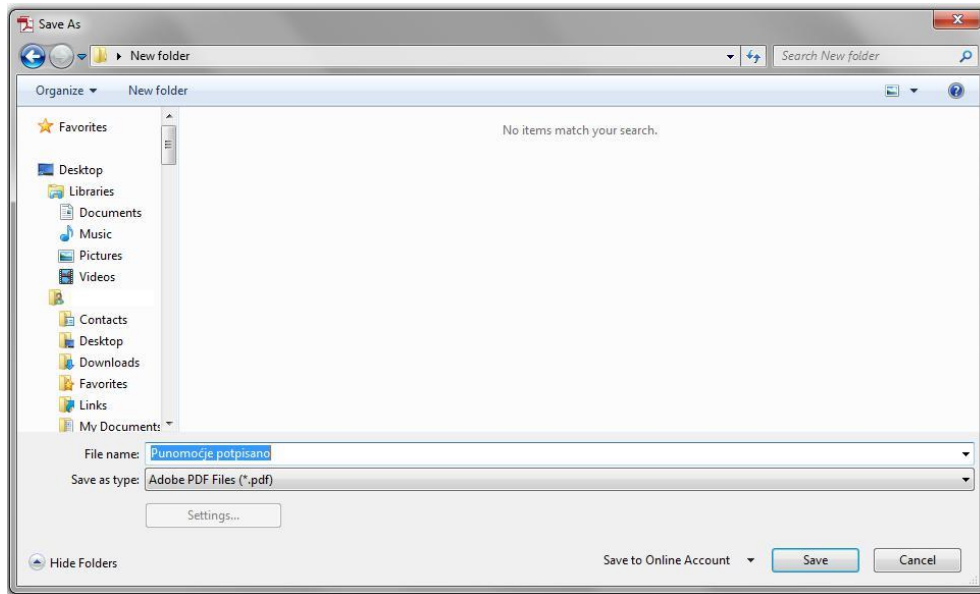 Save As
New folder
Search New folder
Organize
New folder
Favorites
No items match your search.
Desktop
Libraries
Documents
Music
Pictures
Videos
Contacts
Desktop
Downloads
Favorites
Links
My Documents
File name: Punomoćje potpisano
Save as type: Adobe PDF Files (*.pdf)
Settings...
Hide Folders
Save to Online Account
Save
Cancel